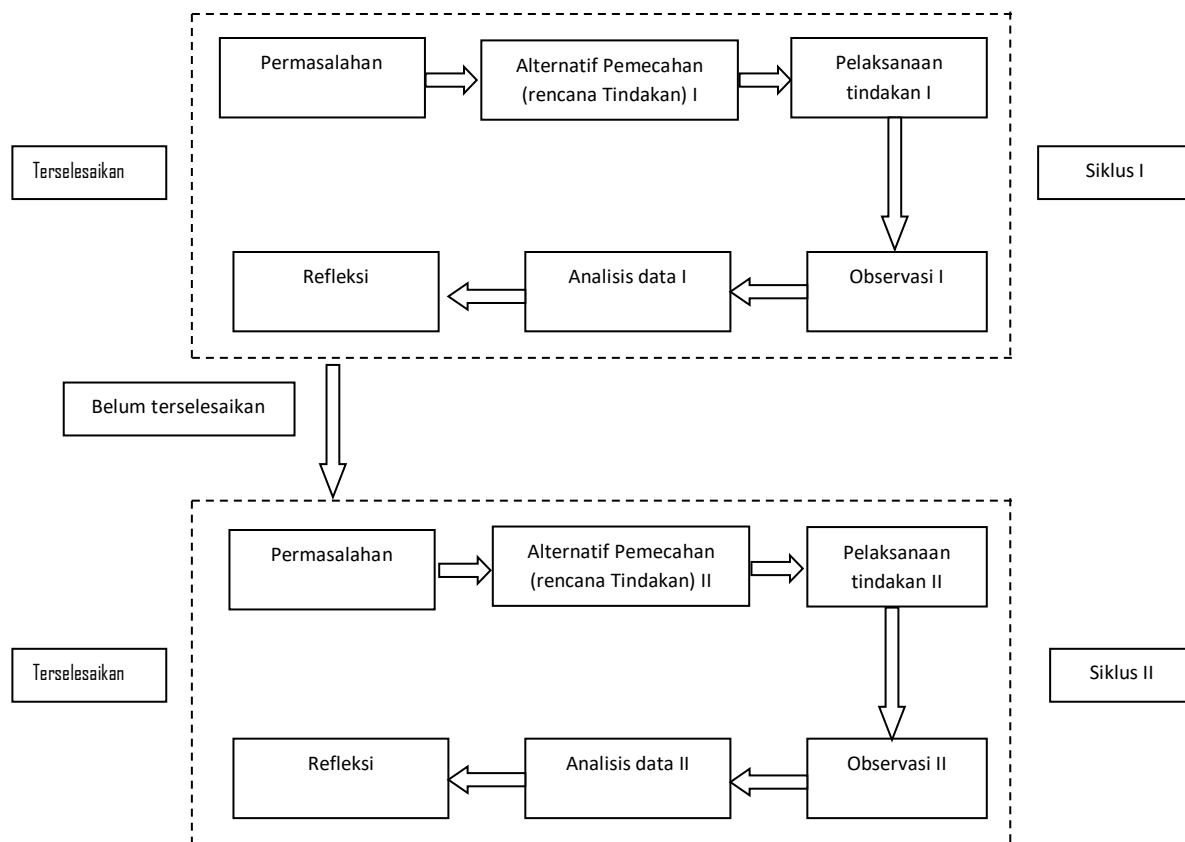 Permasalahan
Alternatif Pemecahan
(rencana Tindakan) I
Pelaksanaan
tindakan I
Terselesaikan
Siklus I
Refleksi
Analisis data I
Observasi I
Belum terselesaikan
Permasalahan
Alternatif Pemecahan
(rencana Tindakan) II
Pelaksanaan
tindakan II
Terselesaikan
Siklus II
Refleksi
Analisis data II
Observasi II